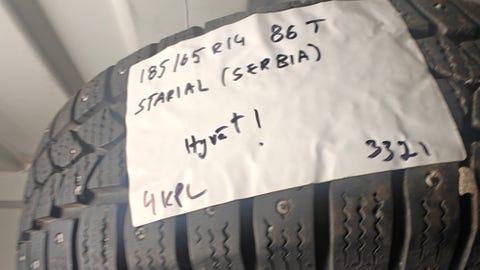 185/65 R14 86 T
STARIAL (SERBIA)
Hyvät!
3321
4KPL